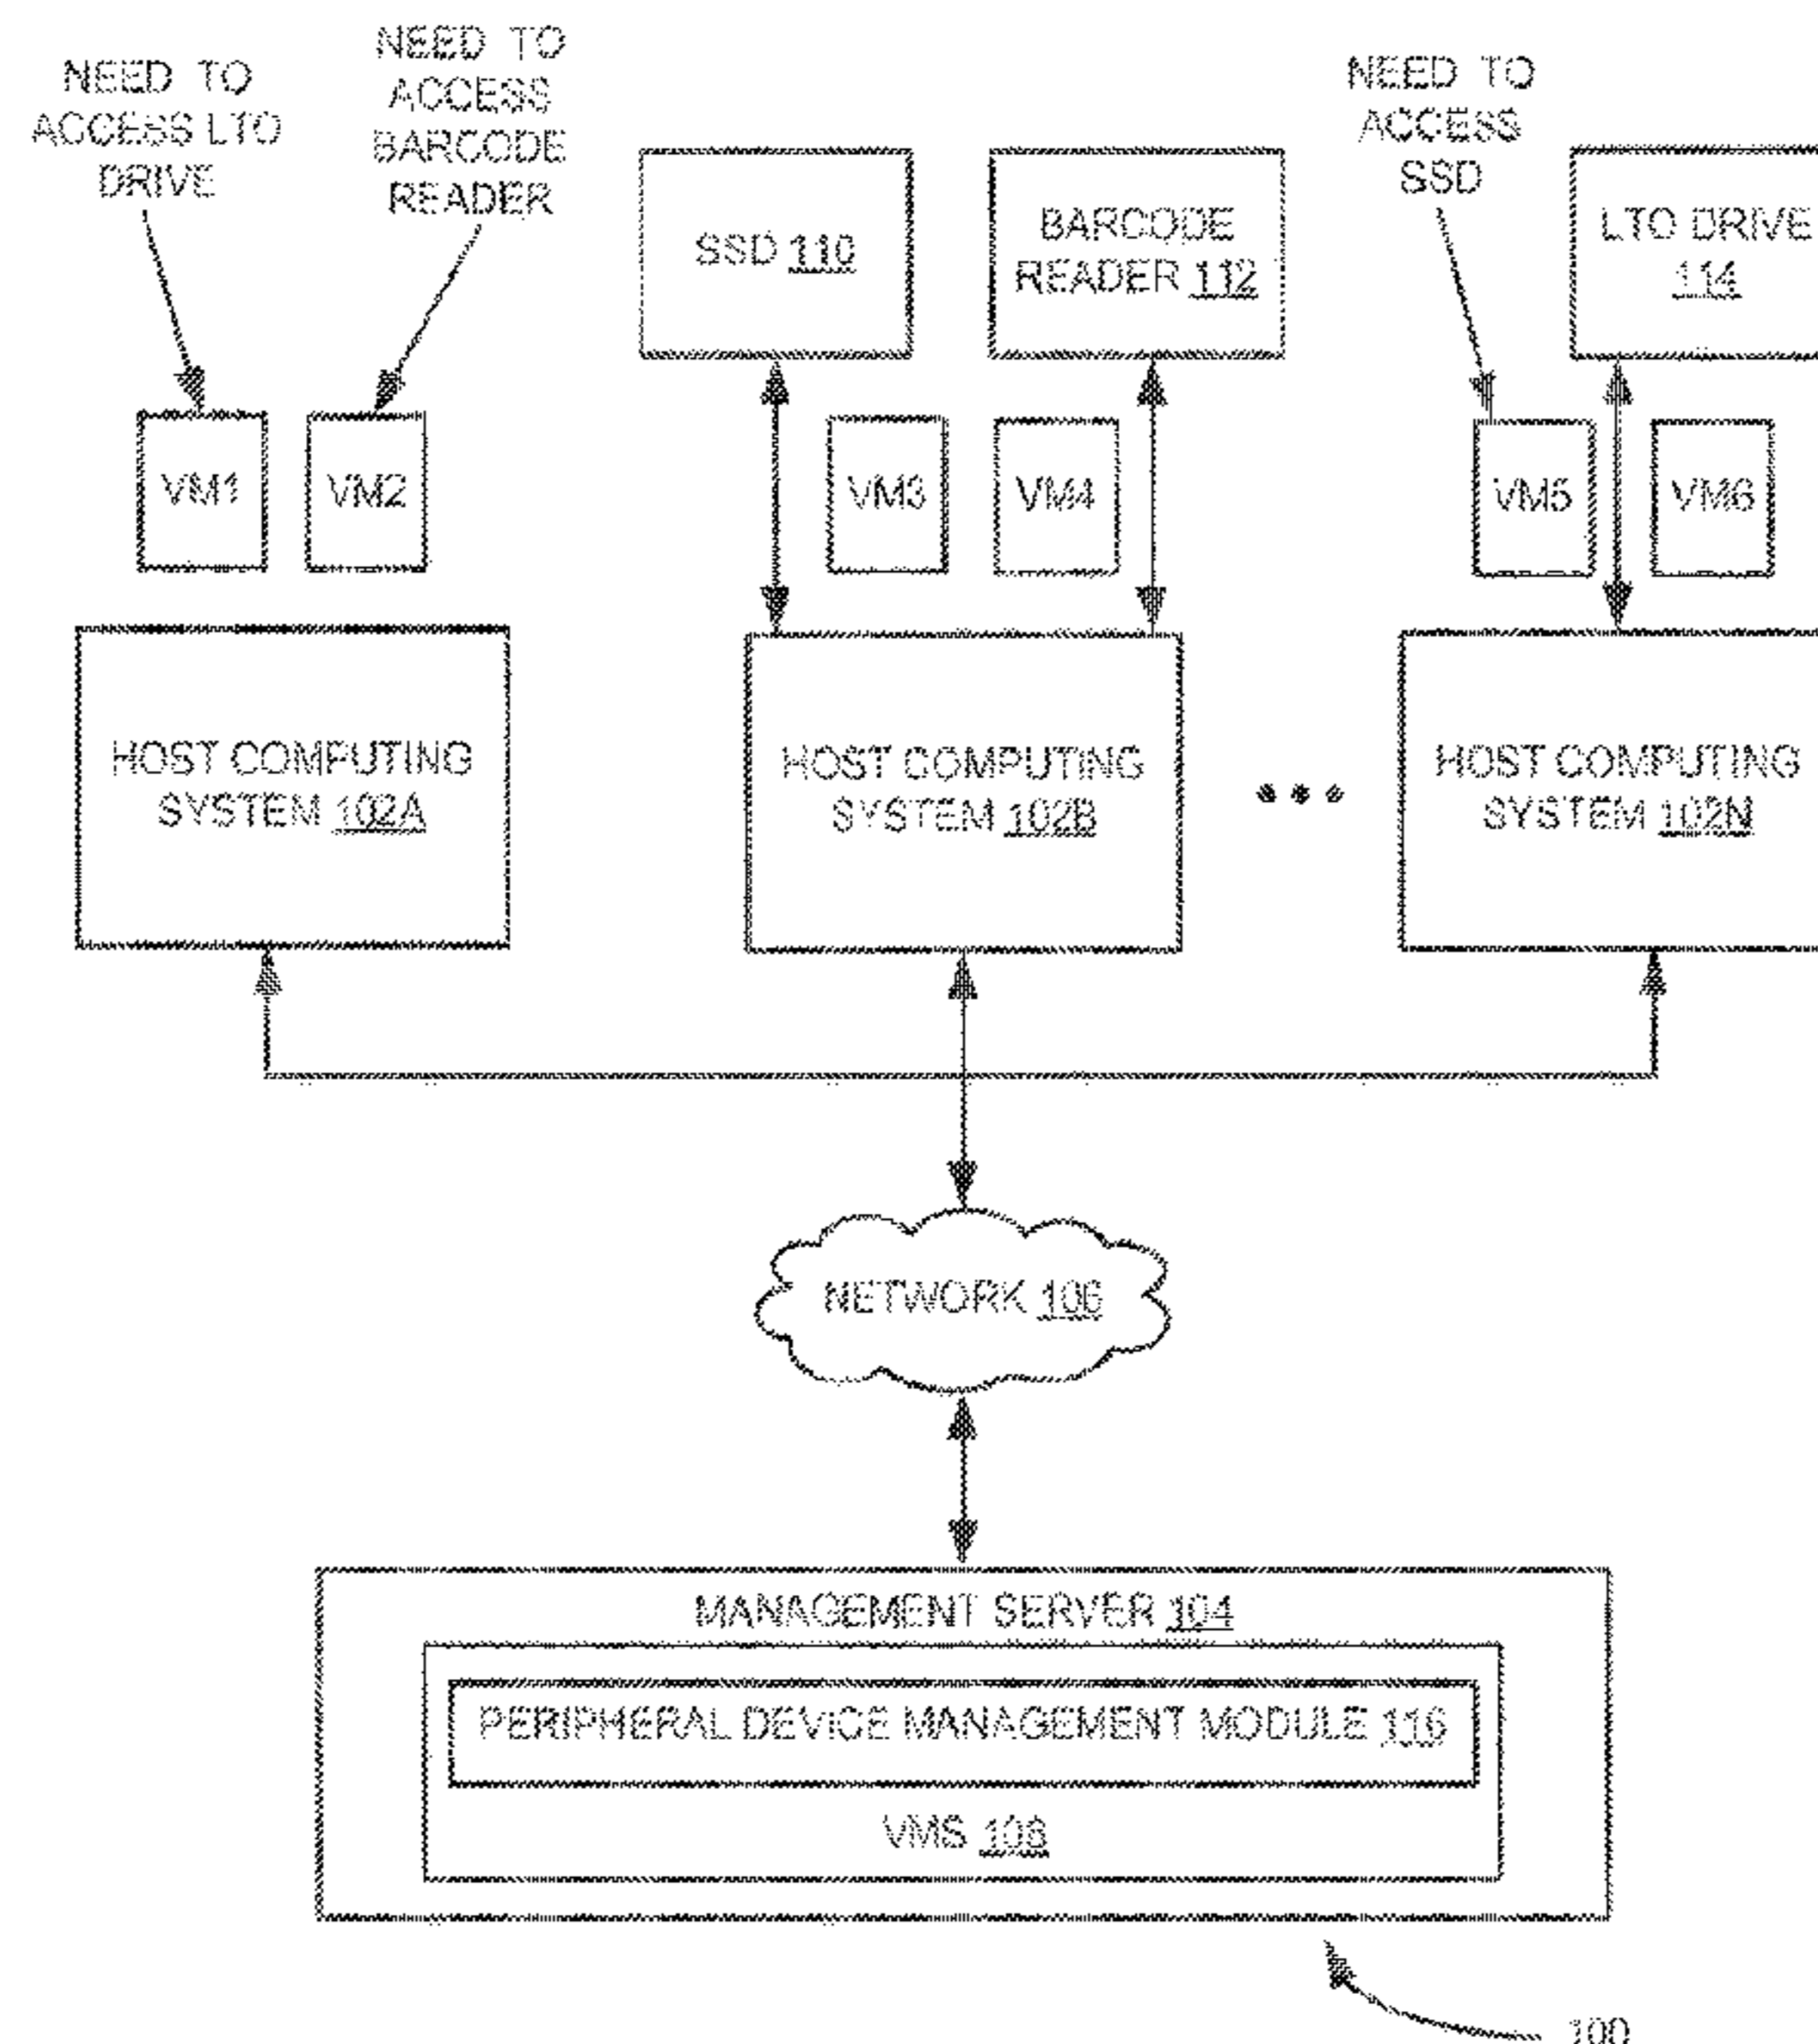 NEED TO
ACCESS LTO
DRIVE
NEED TO
ACCESS
BARCODE
READER
SSD 110
BARCODE
READER 112
NEED TO
ACCESS
SSD
LTO DRIVE
114
VM1
VM2
VM3
VM4
VM5
VM6
HOST COMPUTING
SYSTEM 102A
HOST COMPUTING
SYSTEM 102B
HOST COMPUTING
SYSTEM 102N
NETWORK 106
MANAGEMENT SERVER 104
PERIPHERAL DEVICE MANAGEMENT MODULE 116
VMS 108
100